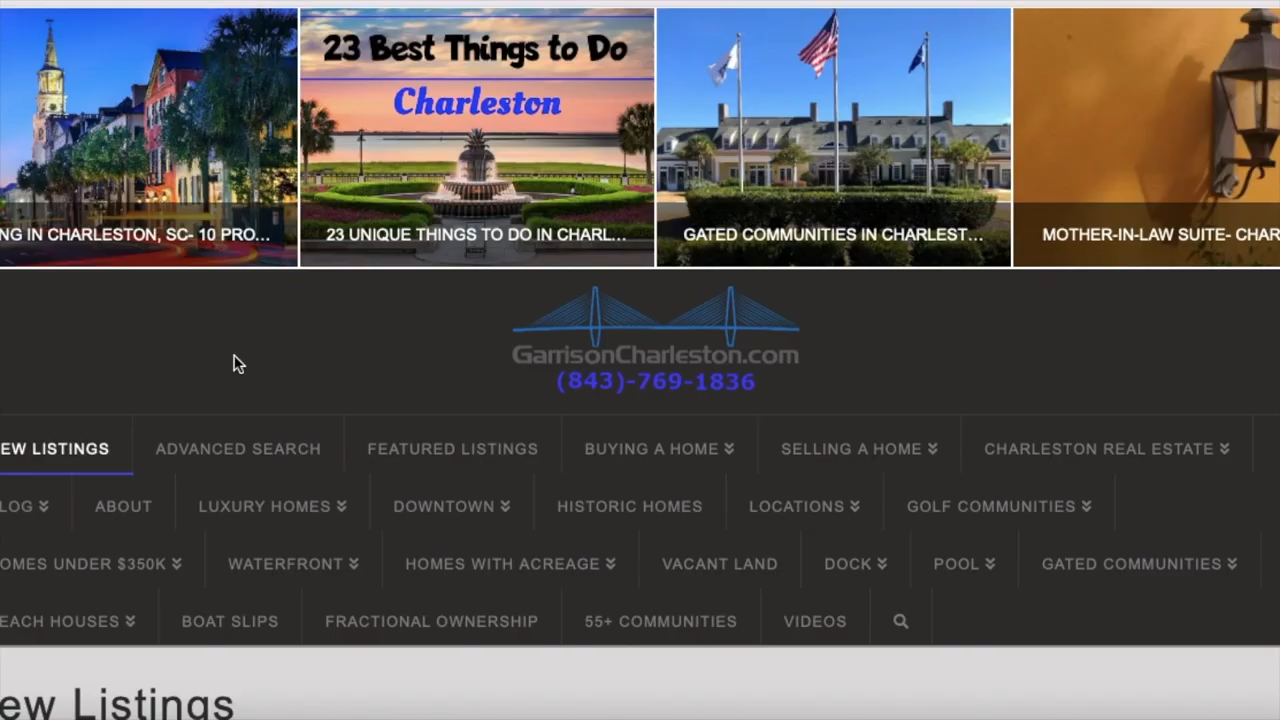 23 Best Things to Do
Charleston
NG IN CHARLESTON, SC- 10 PRO...
23 UNIQUE THINGS TO DO IN CHARL...
GATED COMMUNITIES IN CHARLEST...
MOTHER-IN-LAW SUITE- CHAR
GarrisonCharleston.com
(843)-769-1836
EW LISTINGS ADVANCED SEARCH FEATURED LISTINGS BUYING A HOME SELLING A HOME CHARLESTON REAL ESTATE
LOG ABOUT LUXURY HOMES DOWNTOWN HISTORIC HOMES LOCATIONS GOLF COMMUNITIES
OMES UNDER $350K WATERFRONT HOMES WITH ACREAGE VACANT LAND DOCK POOL GATED COMMUNITIES
EACH HOUSES BOAT SLIPS FRACTIONAL OWNERSHIP 55+ COMMUNITIES VIDEOS
ew Listings